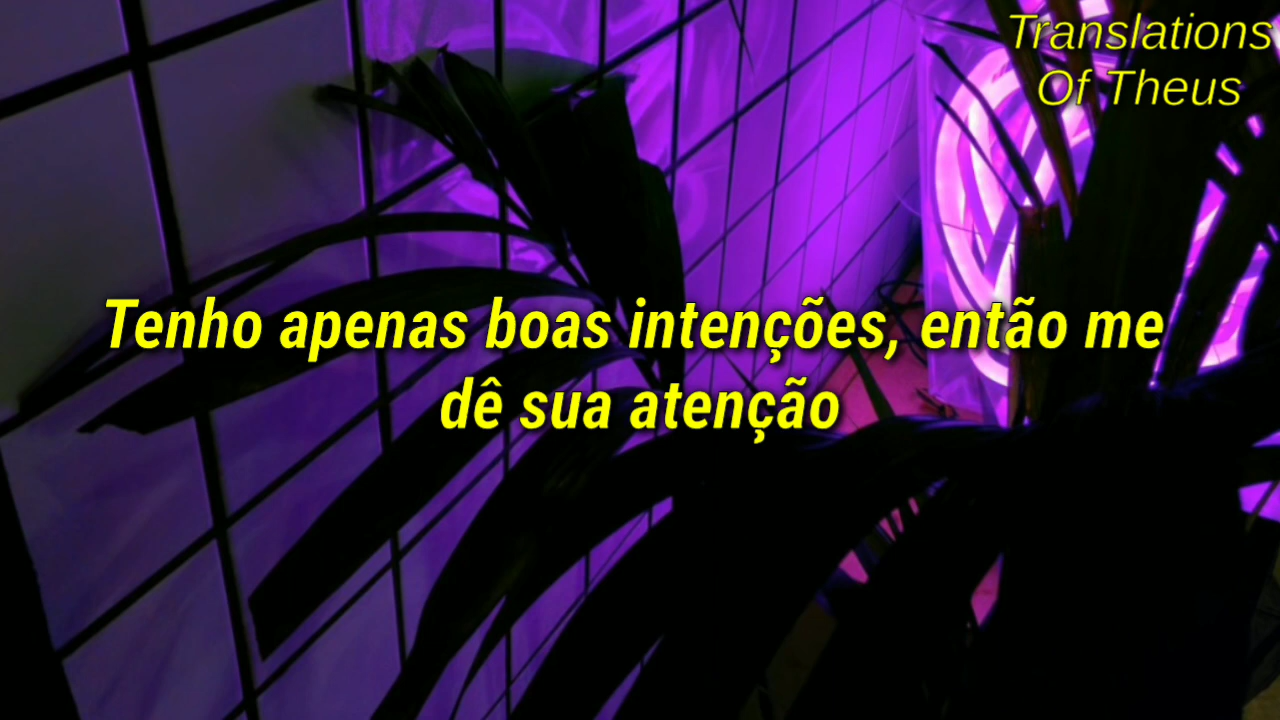 Translations
Of Theus
Tenho apenas boas intenções, então me
dê sua atenção